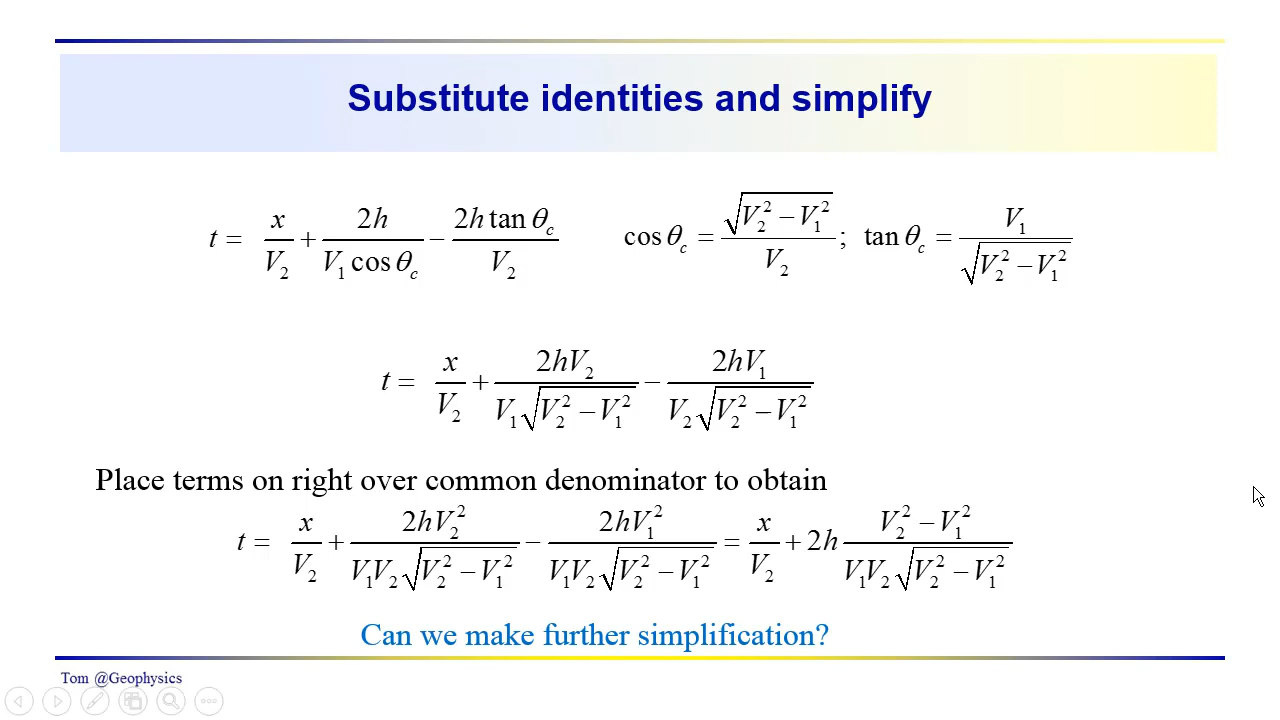 Substitute identities and simplify
t = x/V₂ + 2h/(V₁ cos θ_c) − 2h tan θ_c/V₂   cos θ_c = √(V₂² − V₁²)/V₂ ; tan θ_c = V₁/√(V₂² − V₁²)
t = x/V₂ + 2hV₂/(V₁√(V₂² − V₁²)) − 2hV₁/(V₂√(V₂² − V₁²))
Place terms on right over common denominator to obtain
t = x/V₂ + 2hV₂²/(V₁V₂√(V₂² − V₁²)) − 2hV₁²/(V₁V₂√(V₂² − V₁²)) = x/V₂ + 2h (V₂² − V₁²)/(V₁V₂√(V₂² − V₁²))
Can we make further simplification?
Tom @Geophysics